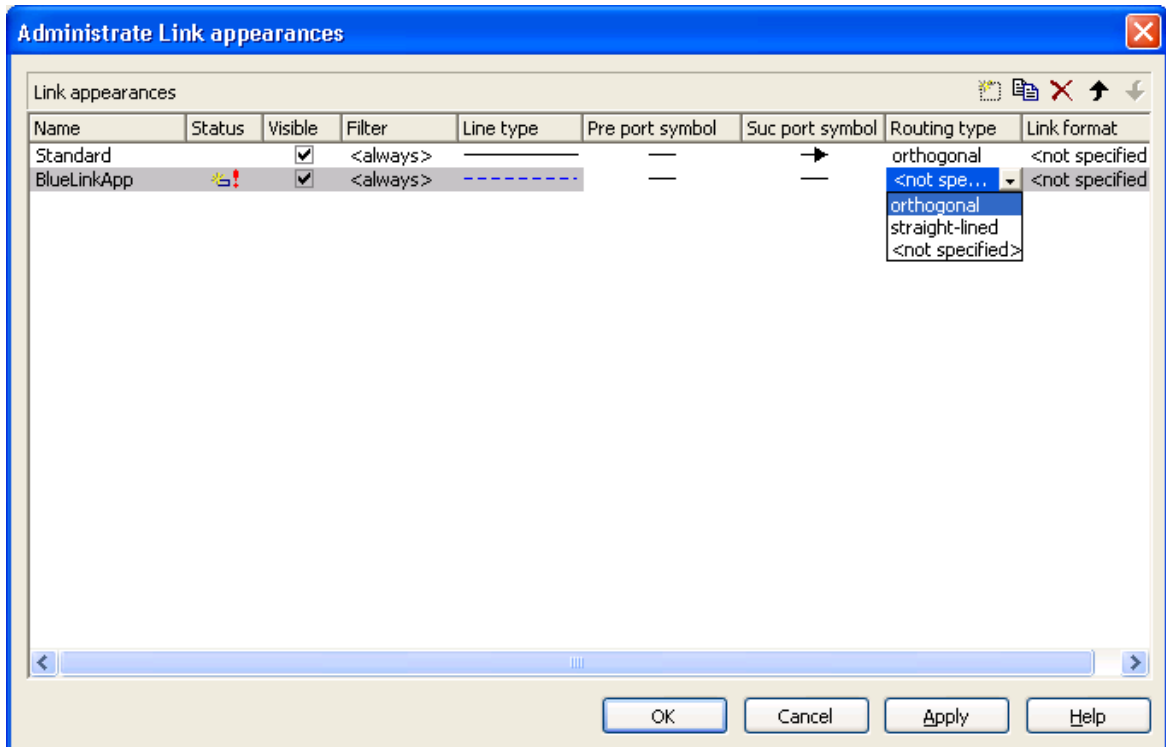 Administrate Link appearances
Link appearances
Name Status Visible Filter Line type Pre port symbol Suc port symbol Routing type Link format
Standard <always> orthogonal <not specified
BlueLinkApp <always> <not spe... <not specified
orthogonal
straight-lined
<not specified>
OK Cancel Apply Help